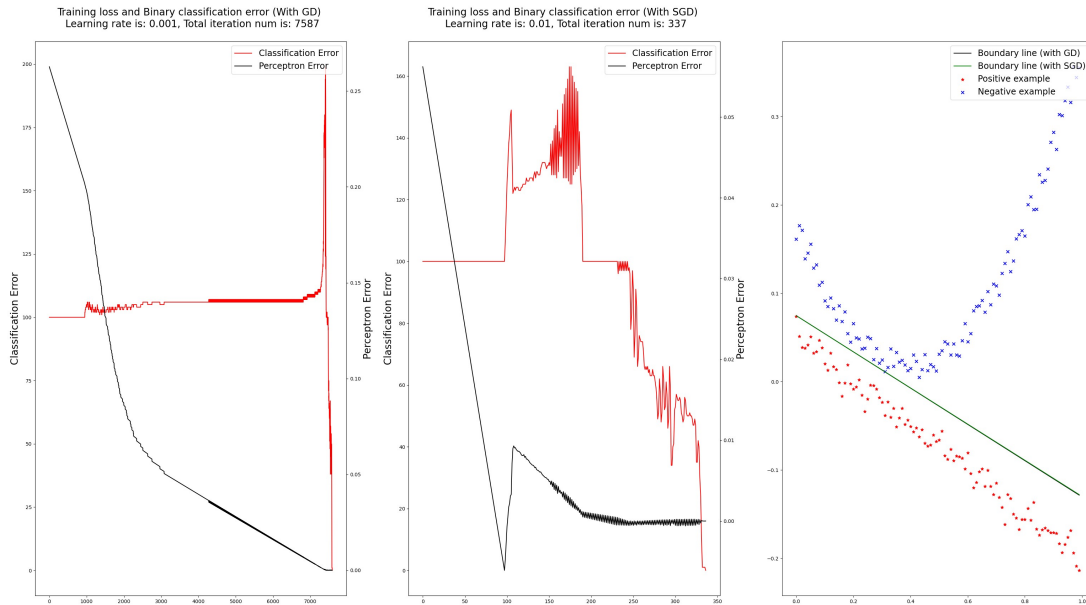 Training loss and Binary classification error (With GD)
Learning rate is: 0.001, Total iteration num is: 7587
Classification Error
Perceptron Error
200
175
150
125
100
75
50
25
0
Classification Error
0.25
0.20
0.15
0.10
0.05
0.00
Perceptron Error
0 1000 2000 3000 4000 5000 6000 7000
Training loss and Binary classification error (With SGD)
Learning rate is: 0.01, Total iteration num is: 337
Classification Error
Perceptron Error
160
140
120
100
80
60
40
20
0
Classification Error
0.05
0.04
0.03
0.02
0.01
0.00
Perceptron Error
0 50 100 150 200 250 300 350
Boundary line (with GD)
Boundary line (with SGD)
Positive example
Negative example
0.3
0.2
0.1
0.0
−0.1
−0.2
0.0 0.2 0.4 0.6 0.8 1.0